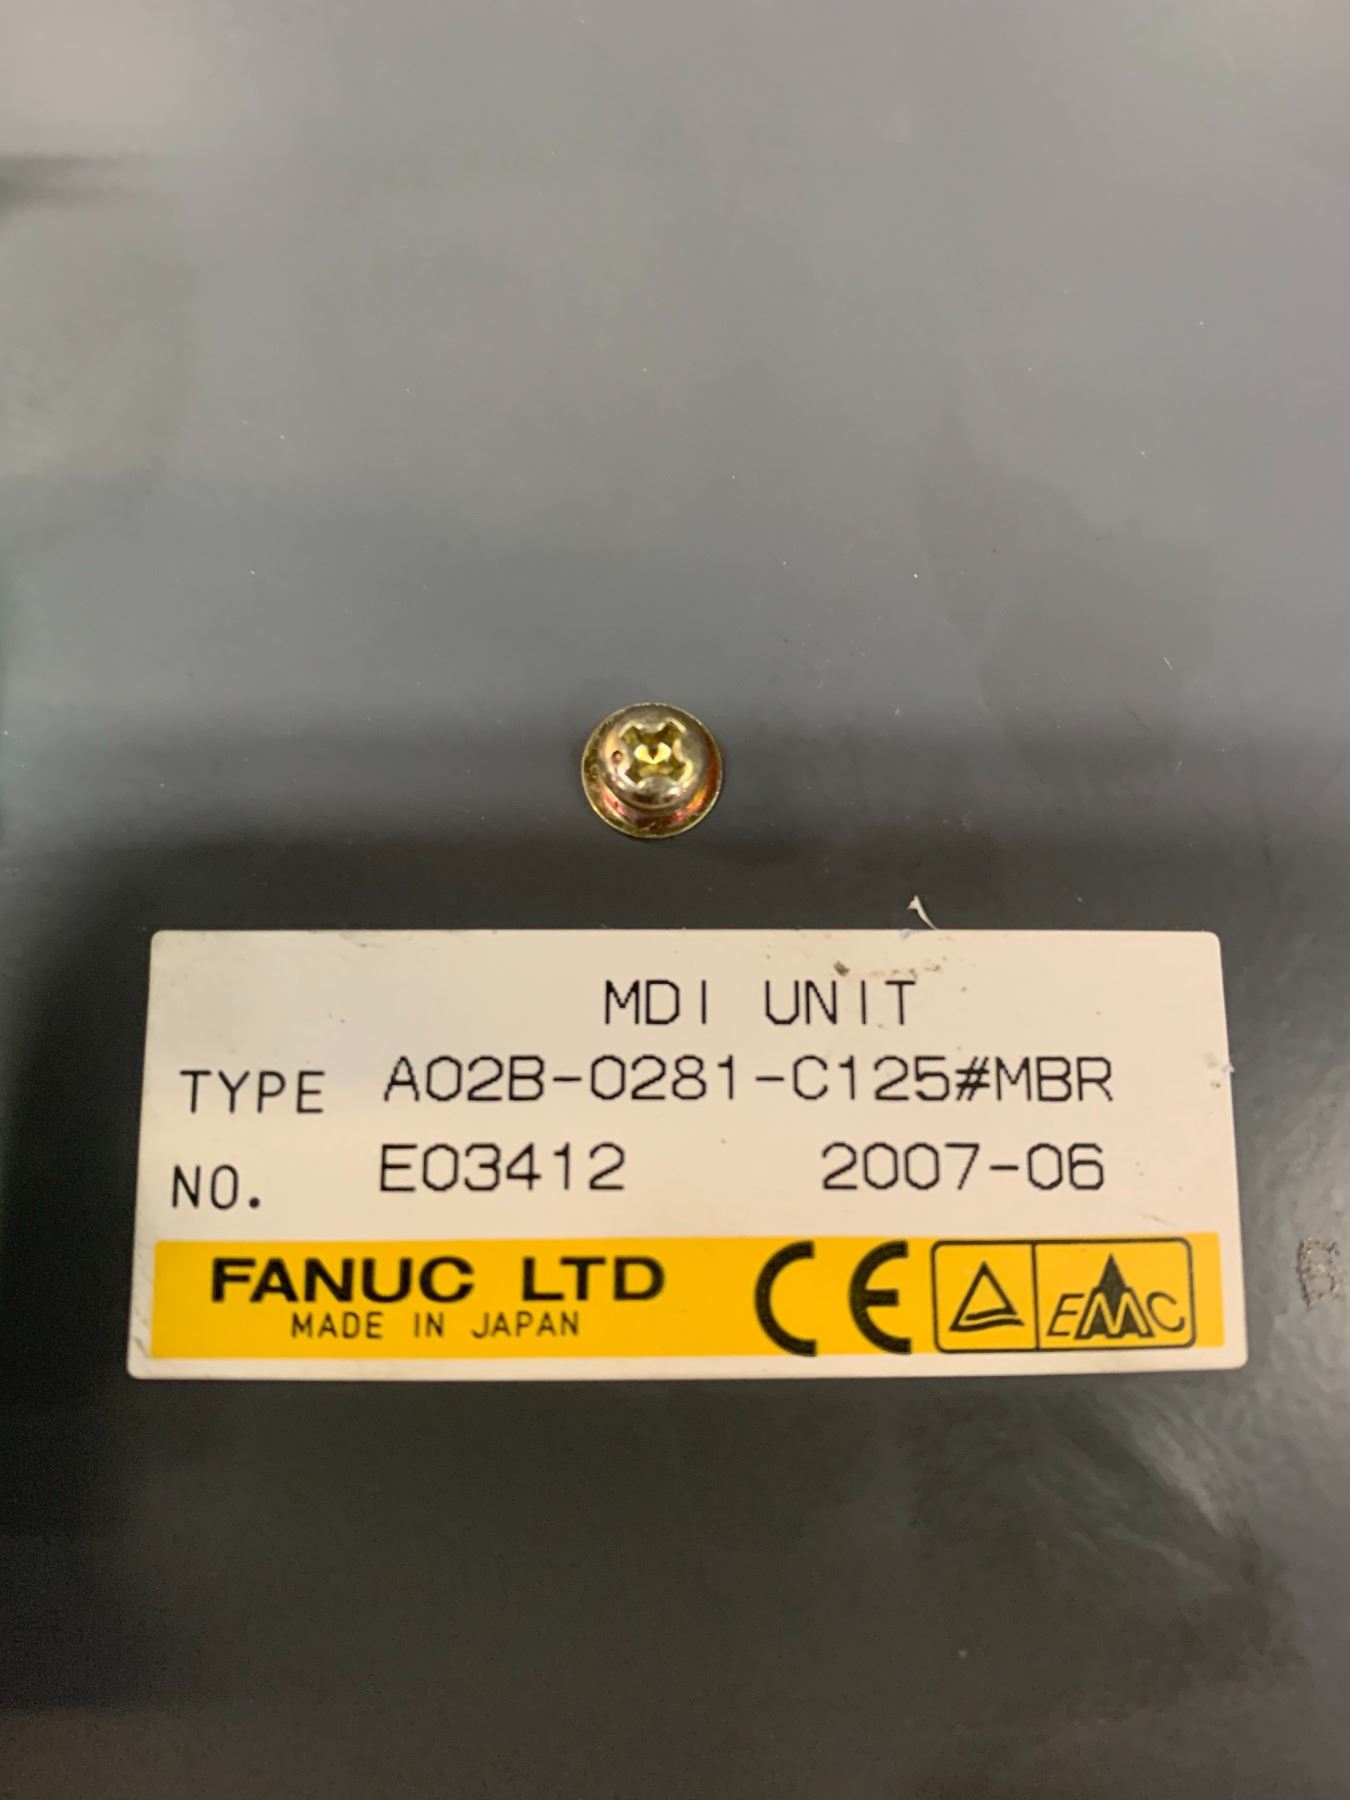 MDI UNIT
TYPE A02B-0281-C125#MBR
NO. E03412 2007-06
FANUC LTD CE EMC
MADE IN JAPAN